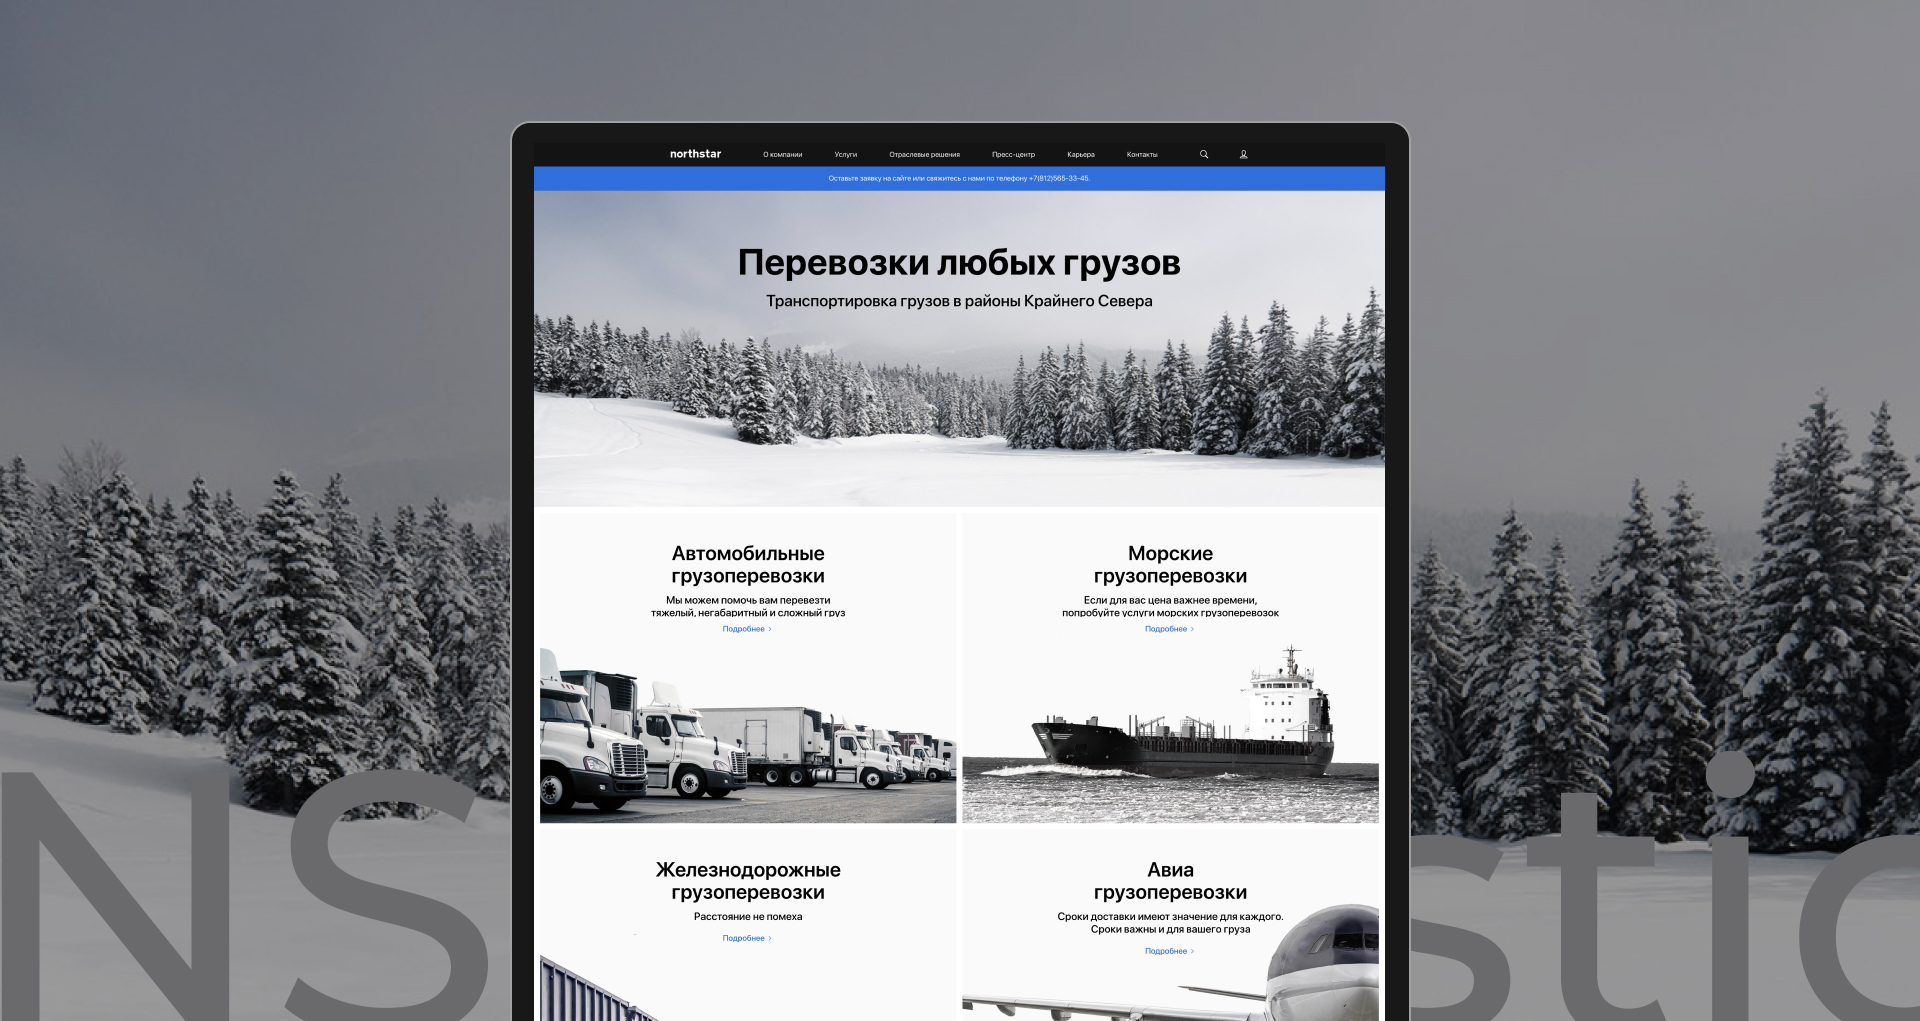 northstar О компании Услуги Отраслевые решения Пресс-центр Карьера Контакты
Оставьте заявку на сайте или свяжитесь с нами по телефону +7(812)565-33-45.
Перевозки любых грузов
Транспортировка грузов в районы Крайнего Севера
Автомобильные
грузоперевозки
Мы можем помочь вам перевезти
тяжелый, негабаритный и сложный груз
Подробнее >
Морские
грузоперевозки
Если для вас цена важнее времени,
попробуйте услуги морских грузоперевозок
Подробнее >
Железнодорожные
грузоперевозки
Расстояние не помеха
Подробнее >
Авиа
грузоперевозки
Сроки доставки имеют значение для каждого.
Сроки важны и для вашего груза
Подробнее >
NS stic